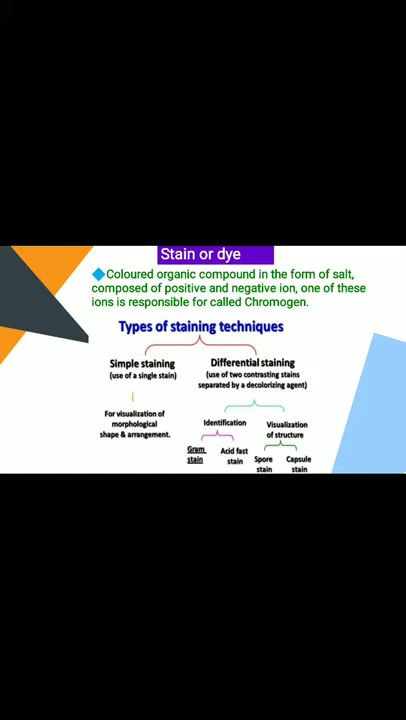 Stain or dye
Coloured organic compound in the form of salt,
composed of positive and negative ion, one of these
ions is responsible for called Chromogen.
Types of staining techniques
Simple staining
(use of a single stain)
For visualization of
morphological
shape & arrangement.
Differential staining
(use of two contrasting stains
separated by a decolorizing agent)
Identification
Gram
stain
Acid fast
stain
Visualization
of structure
Spore
stain
Capsule
stain